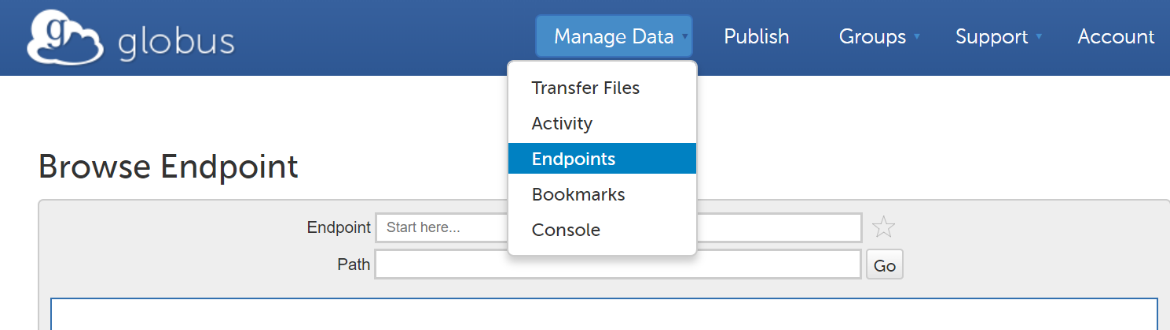 globus
Manage Data Publish Groups Support Account
Transfer Files
Activity
Endpoints
Bookmarks
Console
Browse Endpoint
Endpoint Start here...
Path Go